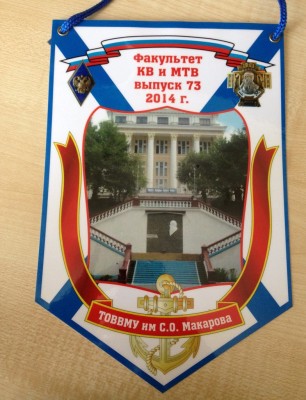 Факультет
КВ и МТВ
выпуск 73
2014 г.
ТОВВМУ им С.О. Макарова